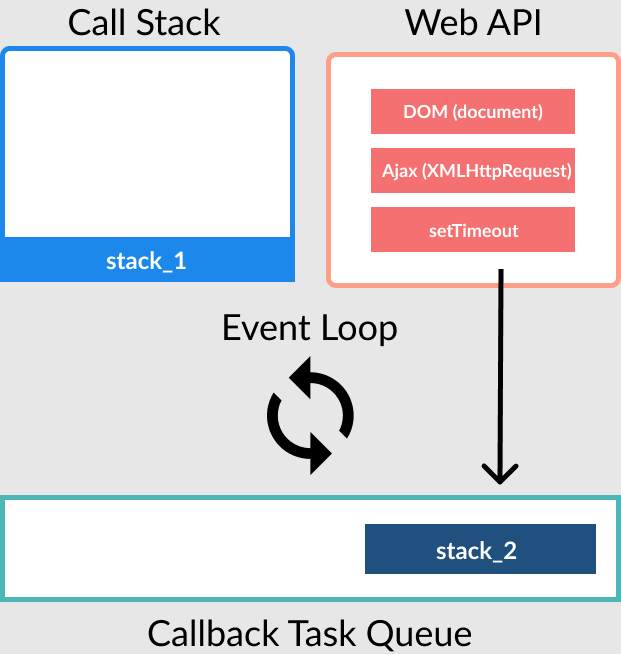 Call Stack
Web API
DOM (document)
Ajax (XMLHttpRequest)
setTimeout
stack_1
Event Loop
stack_2
Callback Task Queue